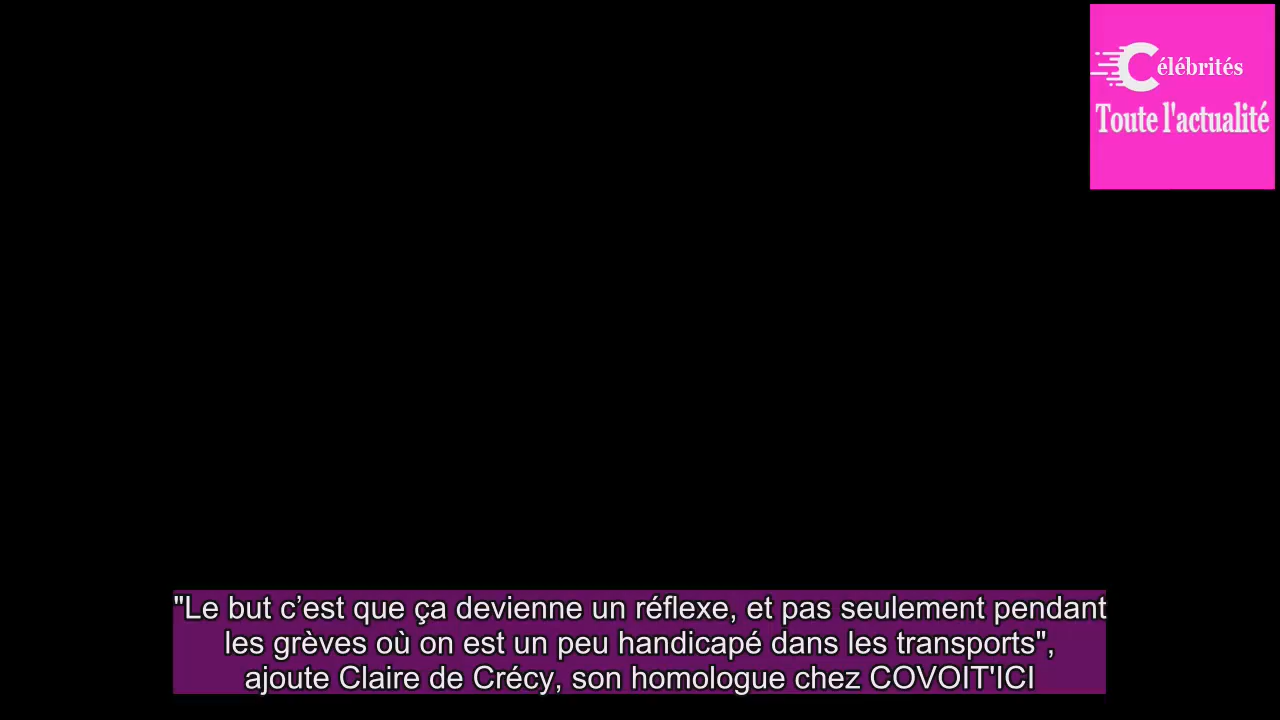 Célébrités
Toute l'actualité
"Le but c’est que ça devienne un réflexe, et pas seulement pendant
les grèves où on est un peu handicapé dans les transports",
ajoute Claire de Crécy, son homologue chez COVOIT'ICI